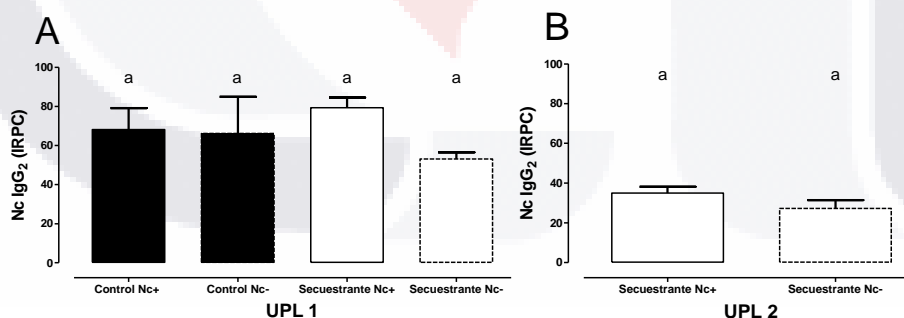 A
Nc IgG2 (IRPC)
100
80
60
40
20
0
a a a a
Control Nc+ Control Nc- Secuestrante Nc+ Secuestrante Nc-
UPL 1
B
Nc IgG2 (IRPC)
100
80
60
40
20
0
a a
Secuestrante Nc+ Secuestrante Nc-
UPL 2